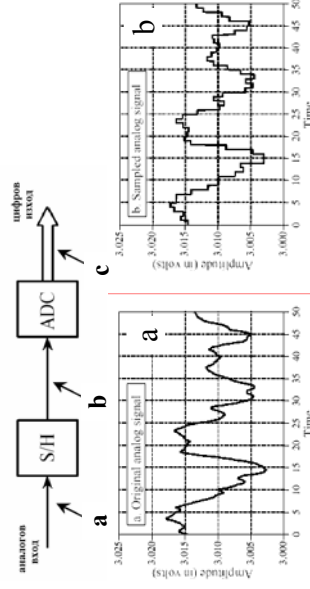 аналогов
вход
S/H
ADC
цифров
изход
a
b
c
3.025
3.020
3.015
3.010
3.005
3.000
Amplitude (in volts)
a. Original analog signal
a
0 5 10 15 20 25 30 35 40 45 50
Time
3.025
3.020
3.015
3.010
3.005
3.000
Amplitude (in volts)
b. Sampled analog signal
b
0 5 10 15 20 25 30 35 40 45 50
Time